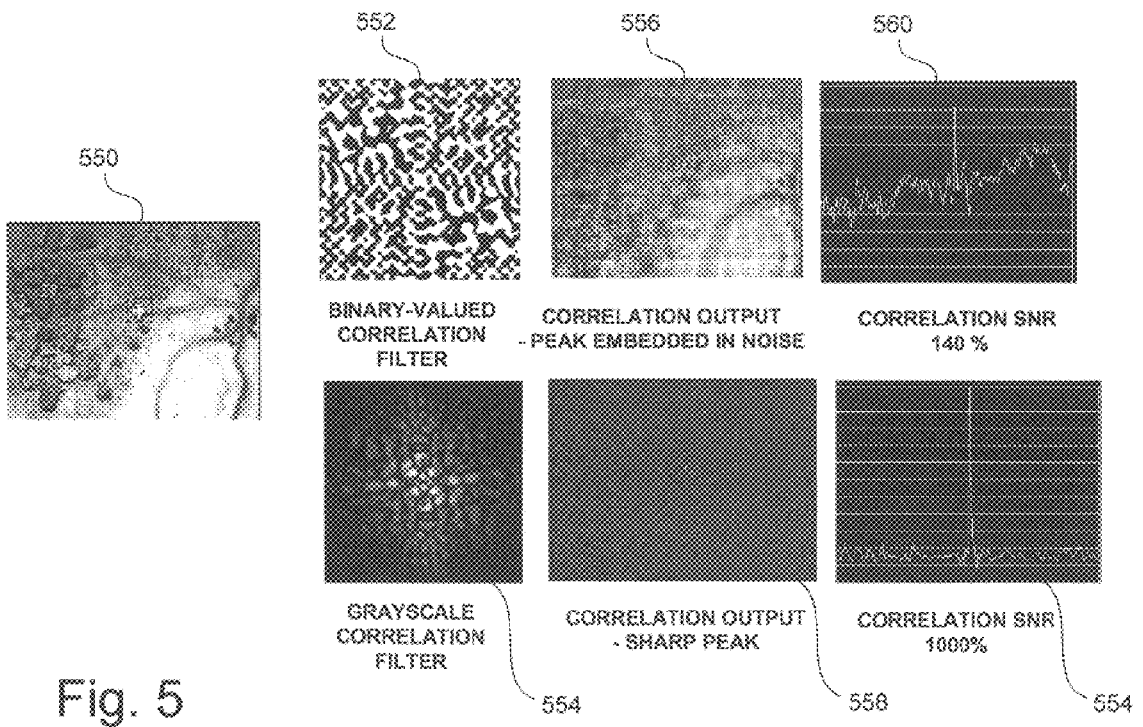 552
556
560
550
BINARY-VALUED
CORRELATION
FILTER
CORRELATION OUTPUT
- PEAK EMBEDDED IN NOISE
CORRELATION SNR
140 %
GRAYSCALE
CORRELATION
FILTER
CORRELATION OUTPUT
- SHARP PEAK
CORRELATION SNR
1000%
554
558
554
Fig. 5